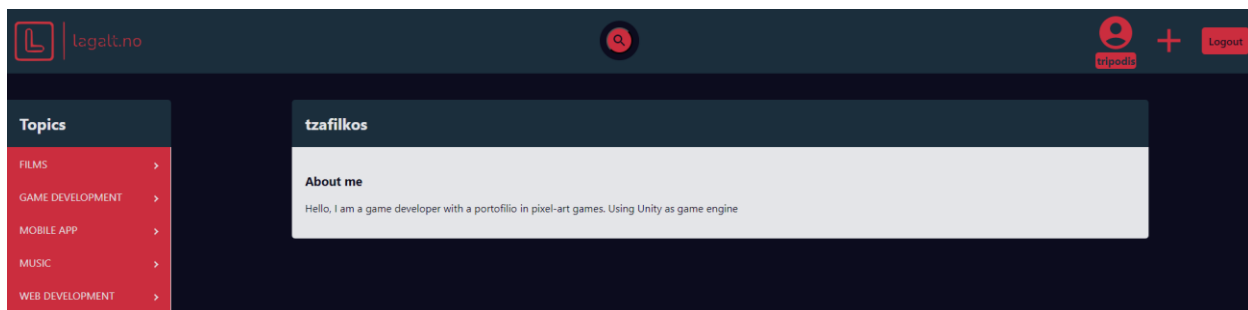 lagalt.no
tripodis
Logout
Topics
FILMS
GAME DEVELOPMENT
MOBILE APP
MUSIC
WEB DEVELOPMENT
tzafilkos
About me
Hello, I am a game developer with a portofilio in pixel-art games. Using Unity as game engine